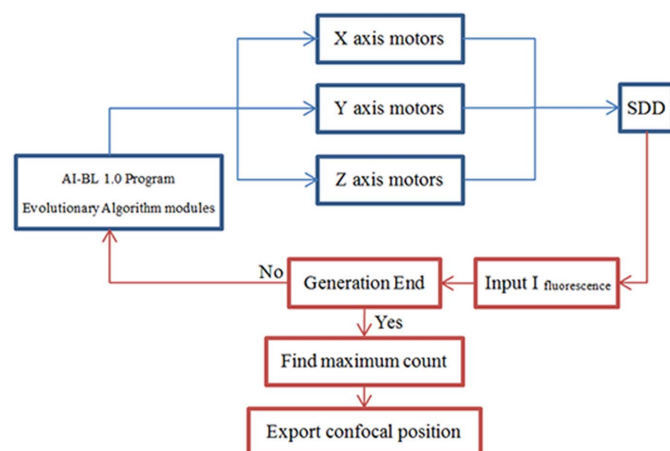 X axis motors
Y axis motors
SDD
Z axis motors
AI-BL 1.0 Program
Evolutionary Algorithm modules
No
Generation End
Input I fluorescence
Yes
Find maximum count
Export confocal position